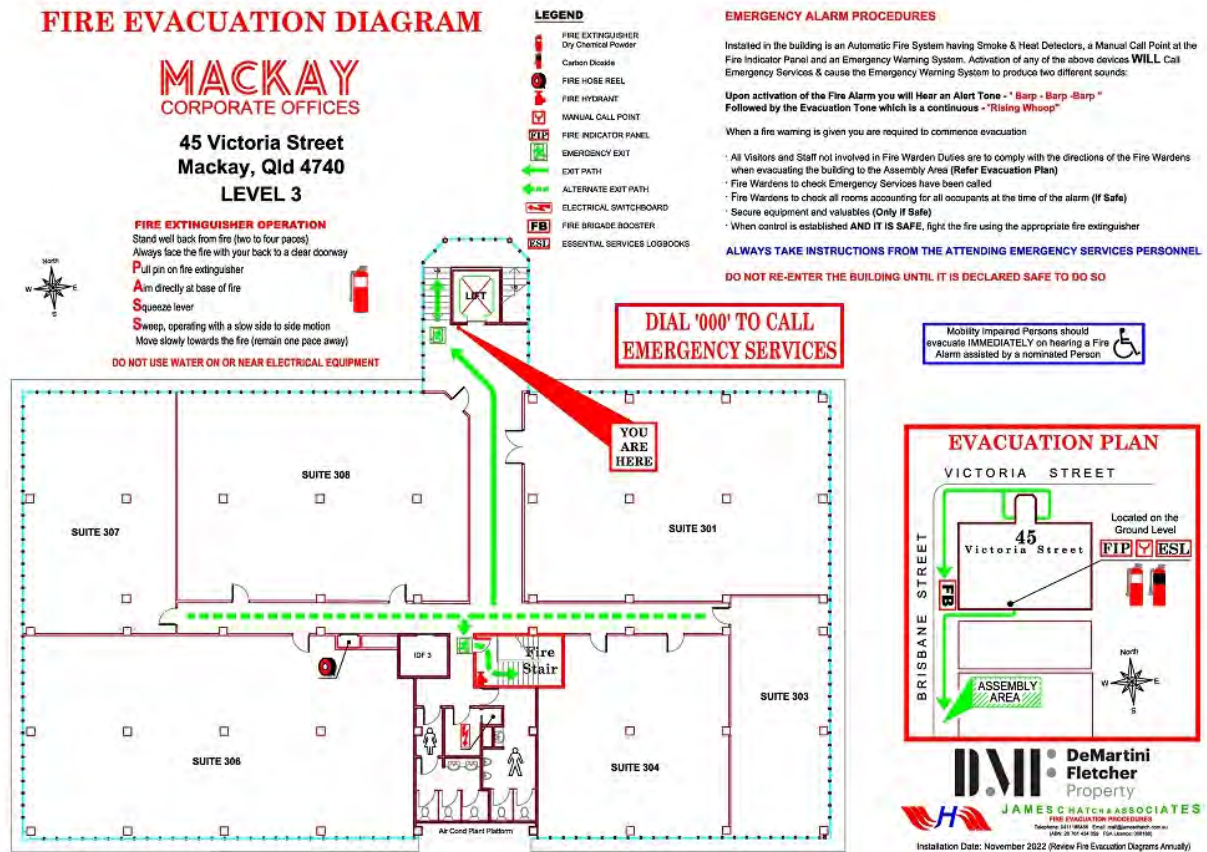 FIRE EVACUATION DIAGRAM
MACKAY
CORPORATE OFFICES
45 Victoria Street
Mackay, Qld 4740
LEVEL 3
FIRE EXTINGUISHER OPERATION
Stand well back from fire (two to four paces)
Always face the fire with your back to a clear doorway
Pull pin on fire extinguisher
Aim directly at base of fire
Squeeze lever
Sweep, operating with a slow side to side motion
Move slowly towards the fire (remain one pace away)
DO NOT USE WATER ON OR NEAR ELECTRICAL EQUIPMENT
North
W
E
S
LEGEND
FIRE EXTINGUISHER
Dry Chemical Powder
Carbon Dioxide
FIRE HOSE REEL
FIRE HYDRANT
MANUAL CALL POINT
FIP FIRE INDICATOR PANEL
EMERGENCY EXIT
EXIT PATH
ALTERNATE EXIT PATH
ELECTRICAL SWITCHBOARD
FB FIRE BRIGADE BOOSTER
ESL ESSENTIAL SERVICES LOGBOOKS
EMERGENCY ALARM PROCEDURES
Installed in the building is an Automatic Fire System having Smoke & Heat Detectors, a Manual Call Point at the
Fire Indicator Panel and an Emergency Warning System. Activation of any of the above devices WILL Call
Emergency Services & cause the Emergency Warning System to produce two different sounds:
Upon activation of the Fire Alarm you will Hear an Alert Tone - " Barp - Barp -Barp "
Followed by the Evacuation Tone which is a continuous - "Rising Whoop"
When a fire warning is given you are required to commence evacuation
· All Visitors and Staff not involved in Fire Warden Duties are to comply with the directions of the Fire Wardens
when evacuating the building to the Assembly Area (Refer Evacuation Plan)
· Fire Wardens to check Emergency Services have been called
· Fire Wardens to check all rooms accounting for all occupants at the time of the alarm (If Safe)
· Secure equipment and valuables (Only if Safe)
· When control is established AND IT IS SAFE, fight the fire using the appropriate fire extinguisher
ALWAYS TAKE INSTRUCTIONS FROM THE ATTENDING EMERGENCY SERVICES PERSONNEL
DO NOT RE-ENTER THE BUILDING UNTIL IT IS DECLARED SAFE TO DO SO
DIAL '000' TO CALL
EMERGENCY SERVICES
Mobility Impaired Persons should
evacuate IMMEDIATELY on hearing a Fire
Alarm assisted by a nominated Person
LIFT
YOU
ARE
HERE
SUITE 308
SUITE 307
SUITE 301
IDF 3
Fire
Stair
SUITE 303
SUITE 306
SUITE 304
Air Cond Plant Platform
EVACUATION PLAN
VICTORIA STREET
BRISBANE STREET
45
Victoria Street
Located on the
Ground Level
FIP ESL
FB
ASSEMBLY
AREA
North
W
E
S
D.M|: DeMartini
Fletcher
Property
H JAMES C HATCH & ASSOCIATES
FIRE EVACUATION PROCEDURES
Installation Date: November 2022 (Review Fire Evacuation Diagrams Annually)